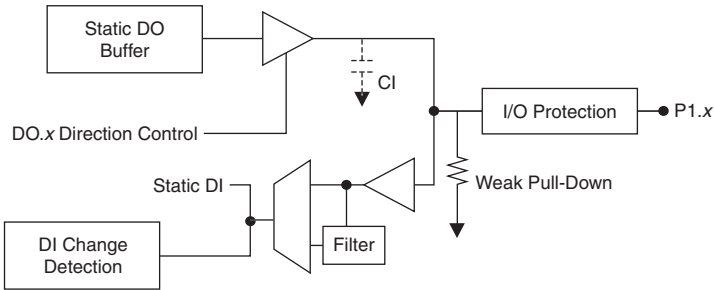 Static DO
Buffer
CI
I/O Protection
P1.x
DO.x Direction Control
Static DI
Weak Pull-Down
DI Change
Detection
Filter